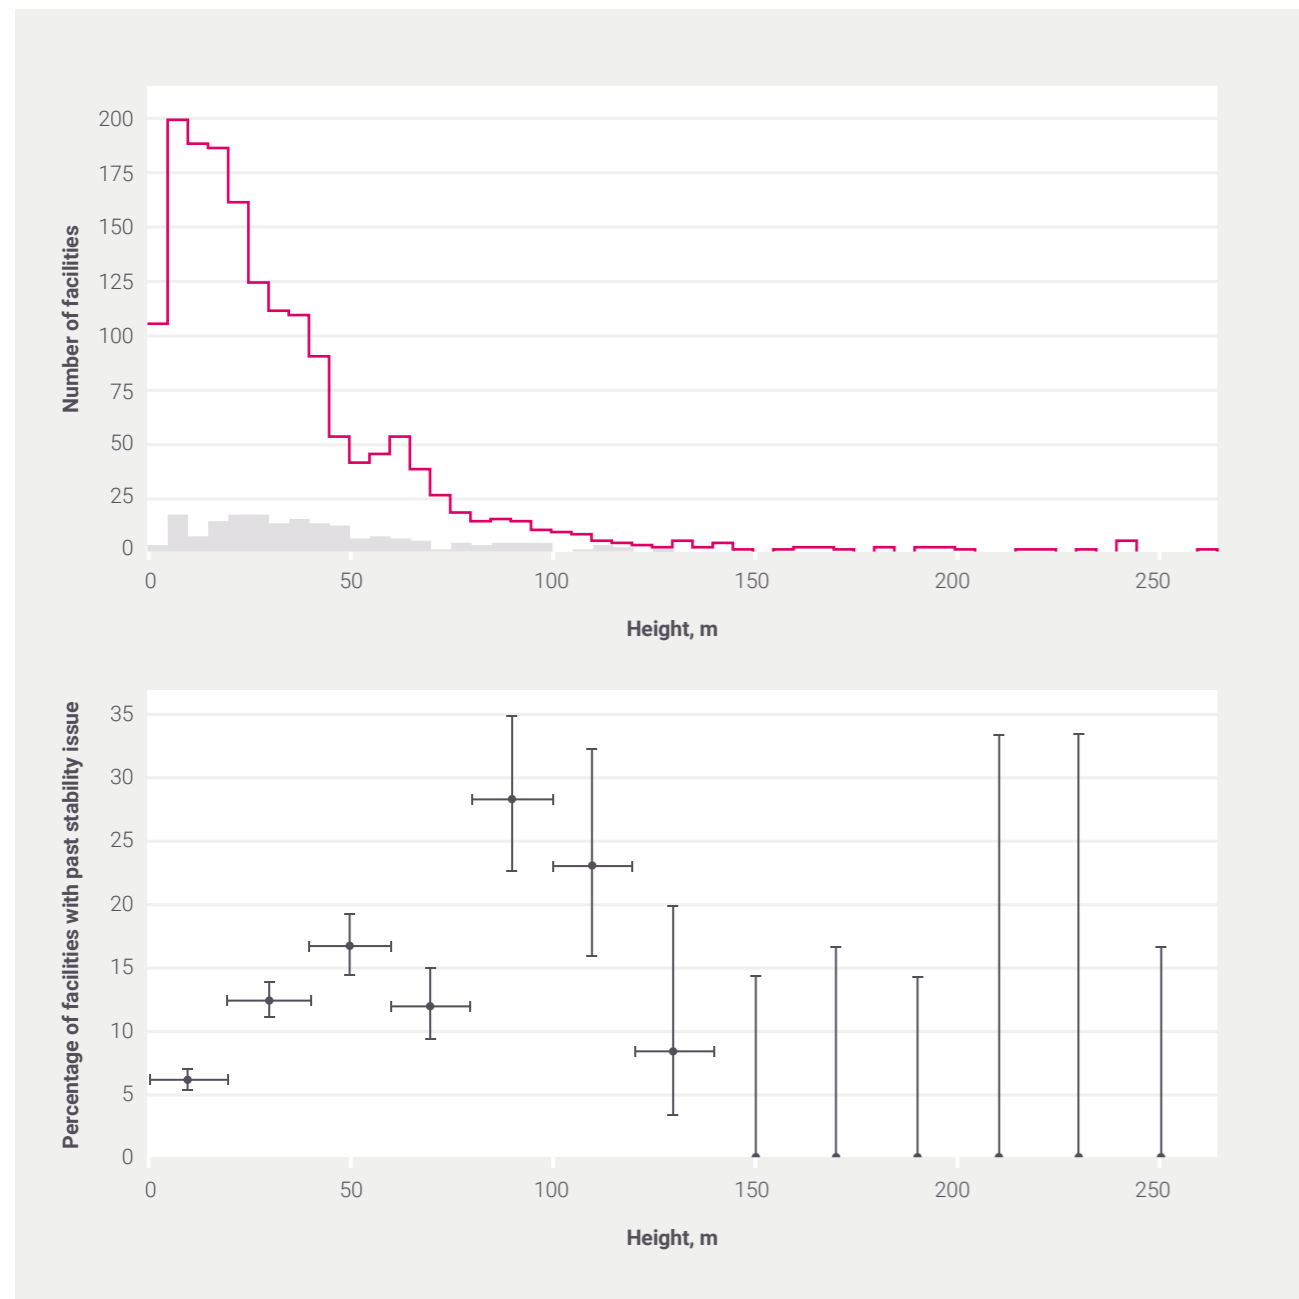 200
175
150
125
100
75
50
25
0
Number of facilities
0 50 100 150 200 250
Height, m
35
30
25
20
15
10
5
0
Percentage of facilities with past stability issue
0 50 100 150 200 250
Height, m